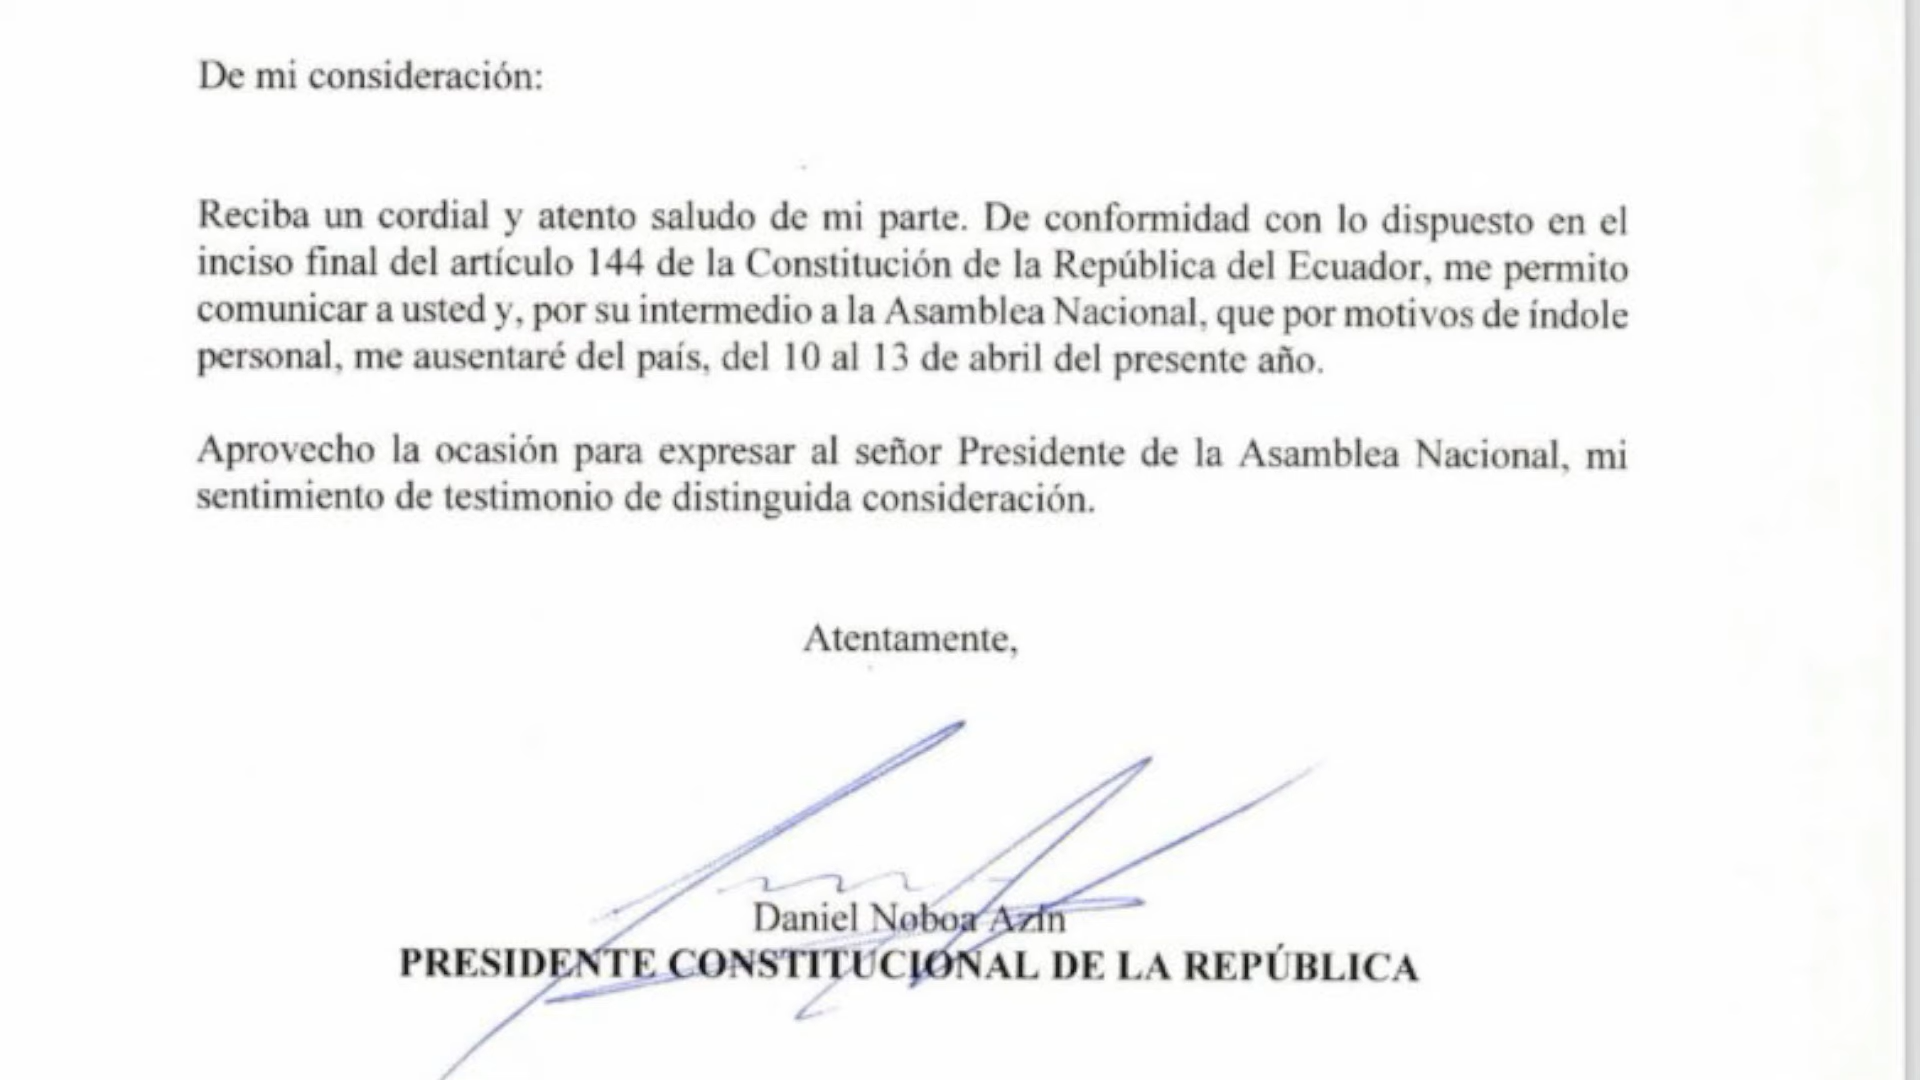 De mi consideración:
Reciba un cordial y atento saludo de mi parte. De conformidad con lo dispuesto en el
inciso final del artículo 144 de la Constitución de la República del Ecuador, me permito
comunicar a usted y, por su intermedio a la Asamblea Nacional, que por motivos de índole
personal, me ausentaré del país, del 10 al 13 de abril del presente año.
Aprovecho la ocasión para expresar al señor Presidente de la Asamblea Nacional, mi
sentimiento de testimonio de distinguida consideración.
Atentamente,
Daniel Noboa Azín
PRESIDENTE CONSTITUCIONAL DE LA REPÚBLICA